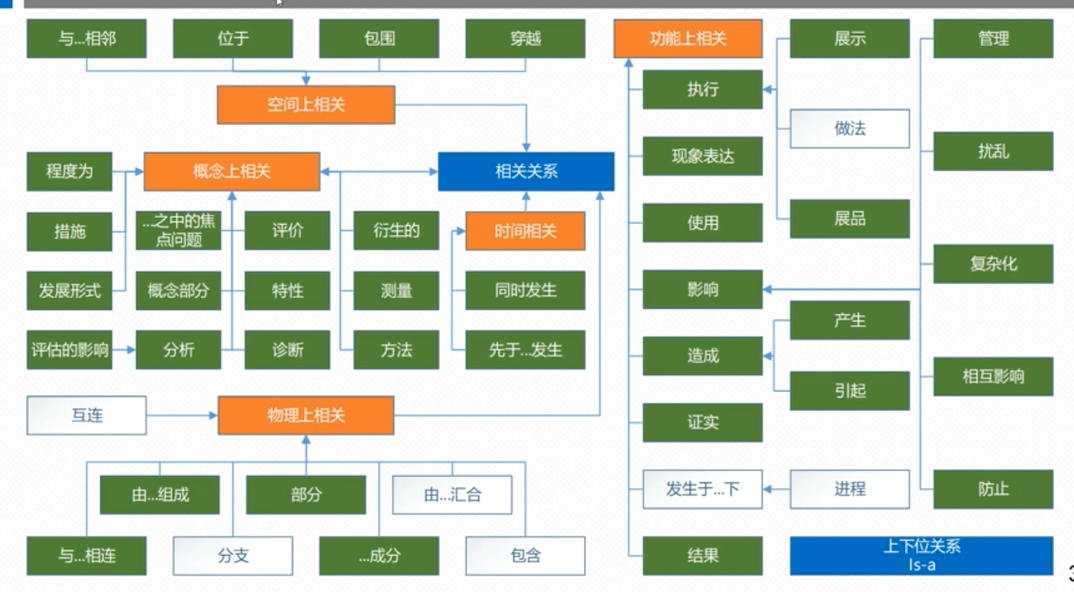 与...相邻
位于
包围
穿越
空间上相关
程度为
概念上相关
相关关系
措施
...之中的焦
点问题
评价
衍生的
时间相关
发展形式
概念部分
特性
测量
同时发生
评估的影响
分析
诊断
方法
先于...发生
互连
物理上相关
由...组成
部分
由...汇合
与...相连
分支
...成分
包含
功能上相关
展示
管理
执行
做法
现象表达
扰乱
使用
展品
影响
复杂化
产生
造成
引起
相互影响
证实
发生于...下
进程
防止
结果
上下位关系
Is-a